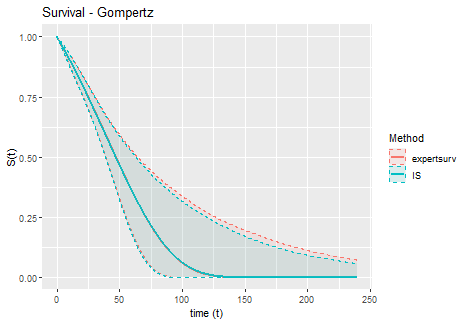 Survival - Gompertz
1.00
0.75
0.50
0.25
0.00
S(t)
0
50
100
150
200
250
time (t)
Method
expertsurv
IS